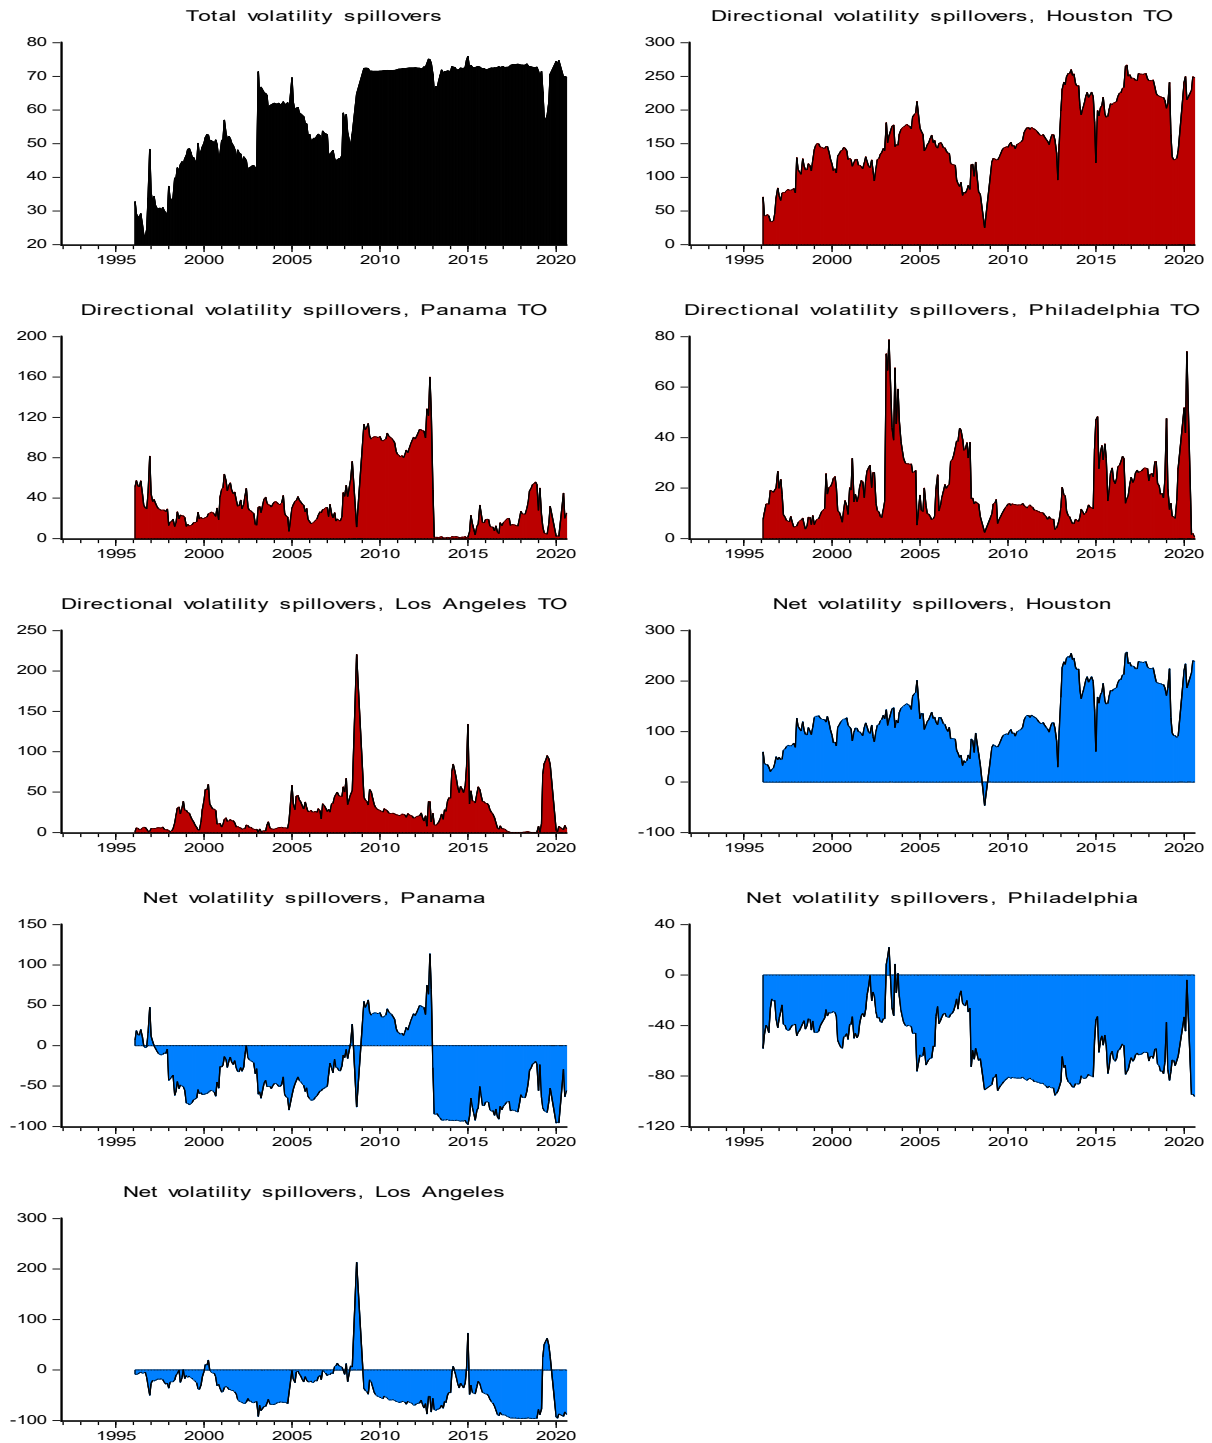 Total volatility spillovers
80
70
60
50
40
30
20
1995 2000 2005 2010 2015 2020
Directional volatility spillovers, Houston TO
300
250
200
150
100
50
0
1995 2000 2005 2010 2015 2020
Directional volatility spillovers, Panama TO
200
160
120
80
40
0
1995 2000 2005 2010 2015 2020
Directional volatility spillovers, Philadelphia TO
80
60
40
20
0
1995 2000 2005 2010 2015 2020
Directional volatility spillovers, Los Angeles TO
250
200
150
100
50
0
1995 2000 2005 2010 2015 2020
Net volatility spillovers, Houston
300
200
100
0
-100
1995 2000 2005 2010 2015 2020
Net volatility spillovers, Panama
150
100
50
0
-50
-100
1995 2000 2005 2010 2015 2020
Net volatility spillovers, Philadelphia
40
0
-40
-80
-120
1995 2000 2005 2010 2015 2020
Net volatility spillovers, Los Angeles
300
200
100
0
-100
1995 2000 2005 2010 2015 2020